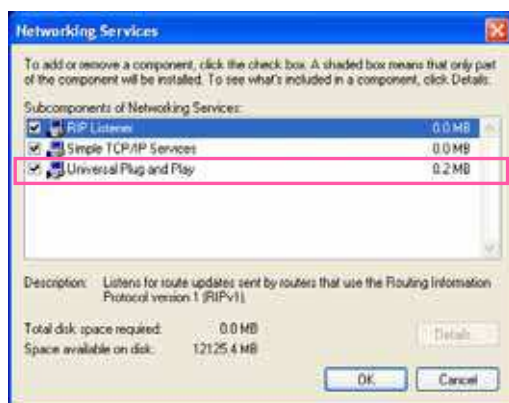 Networking Services
To add or remove a component, click the check box. A shaded box means that only part
of the component will be installed. To see what's included in a component, click Details.
Subcomponents of Networking Services:
RIP Listener 0.0 MB
Simple TCP/IP Services 0.0 MB
Universal Plug and Play 0.2 MB
Description: Listens for route updates sent by routers that use the Routing Information
Protocol version 1 (RIPv1).
Total disk space required: 0.0 MB
Details...
Space available on disk: 12125.4 MB
OK Cancel